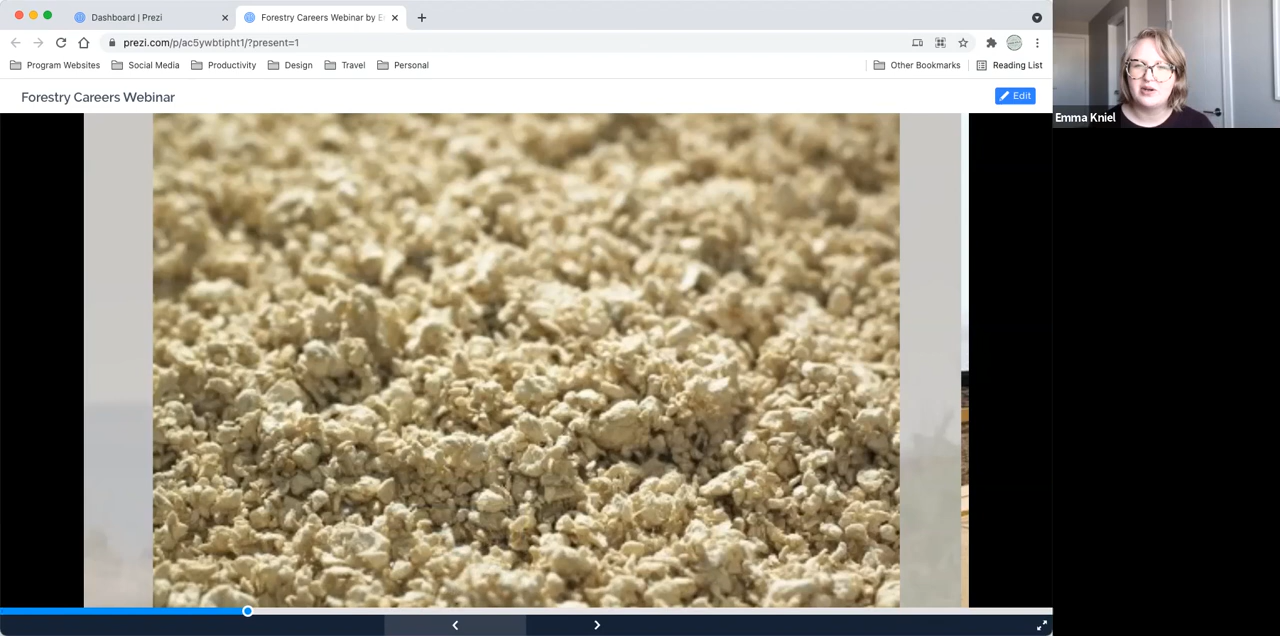 Dashboard | Prezi
Forestry Careers Webinar by E
prezi.com/p/ac5ywbtipht1/?present=1
Program Websites
Social Media
Productivity
Design
Travel
Personal
Other Bookmarks
Reading List
Forestry Careers Webinar
Edit
Emma Kniel